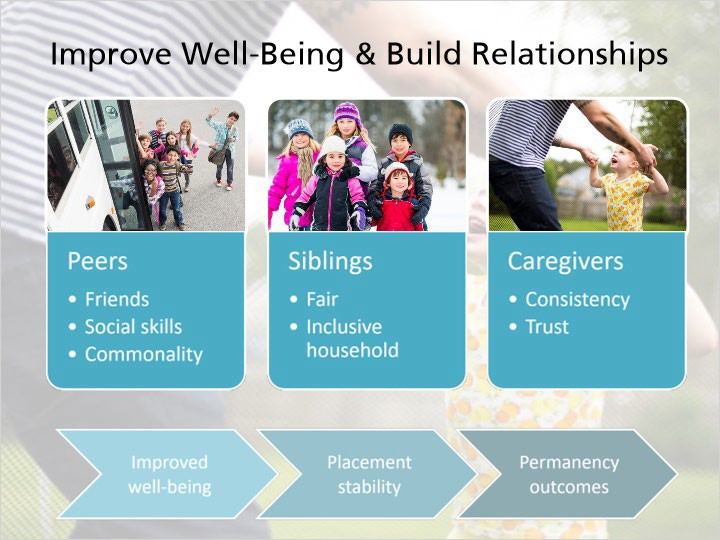 Improve Well-Being & Build Relationships
Peers
• Friends
• Social skills
• Commonality
Siblings
• Fair
• Inclusive
household
Caregivers
• Consistency
• Trust
Improved
well-being
Placement
stability
Permanency
outcomes